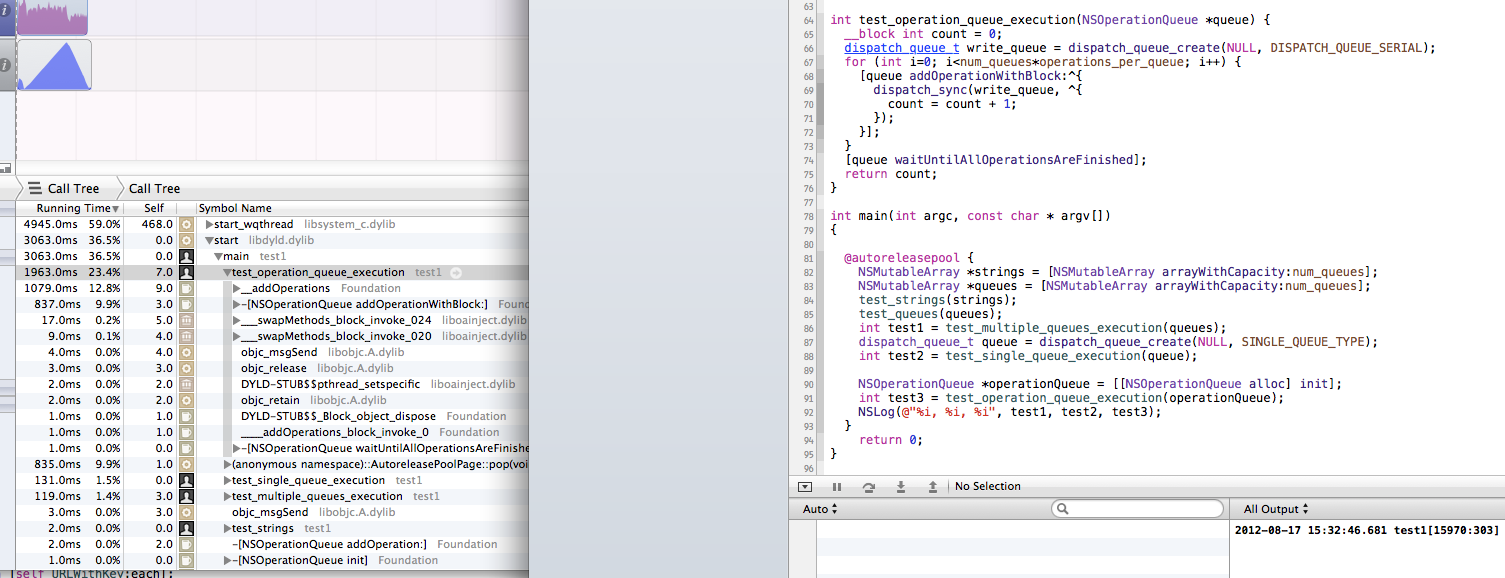 i
i
Call Tree
Call Tree
Running Time▼ Self Symbol Name
4945.0ms 59.0% 468.0 ▶start_wqthread libsystem_c.dylib
3063.0ms 36.5% 0.0 ▼start libdyld.dylib
3063.0ms 36.5% 0.0 ▼main test1
1963.0ms 23.4% 7.0 ▼test_operation_queue_execution test1
1079.0ms 12.8% 9.0 ▶__addOperations Foundation
837.0ms 9.9% 3.0 ▶-[NSOperationQueue addOperationWithBlock:] Found
17.0ms 0.2% 5.0 ▶___swapMethods_block_invoke_024 liboainject.dylib
9.0ms 0.1% 4.0 ▶___swapMethods_block_invoke_020 liboainject.dylib
4.0ms 0.0% 4.0 objc_msgSend libobjc.A.dylib
3.0ms 0.0% 3.0 objc_release libobjc.A.dylib
2.0ms 0.0% 2.0 DYLD-STUB$$pthread_setspecific liboainject.dylib
2.0ms 0.0% 2.0 objc_retain libobjc.A.dylib
1.0ms 0.0% 1.0 DYLD-STUB$$_Block_object_dispose Foundation
1.0ms 0.0% 1.0 ____addOperations_block_invoke_0 Foundation
1.0ms 0.0% 0.0 ▶-[NSOperationQueue waitUntilAllOperationsAreFinishe
835.0ms 9.9% 1.0 ▶(anonymous namespace)::AutoreleasePoolPage::pop(voi
131.0ms 1.5% 0.0 ▶test_single_queue_execution test1
119.0ms 1.4% 3.0 ▶test_multiple_queues_execution test1
3.0ms 0.0% 3.0 objc_msgSend libobjc.A.dylib
2.0ms 0.0% 0.0 ▶test_strings test1
2.0ms 0.0% 2.0 -[NSOperationQueue addOperation:] Foundation
1.0ms 0.0% 0.0 ▶-[NSOperationQueue init] Foundation
[self URLWithKey:each];
63
64 int test_operation_queue_execution(NSOperationQueue *queue) {
65 __block int count = 0;
66 dispatch_queue_t write_queue = dispatch_queue_create(NULL, DISPATCH_QUEUE_SERIAL);
67 for (int i=0; i<num_queues*operations_per_queue; i++) {
68 [queue addOperationWithBlock:^{
69 dispatch_sync(write_queue, ^{
70 count = count + 1;
71 });
72 }];
73 }
74 [queue waitUntilAllOperationsAreFinished];
75 return count;
76 }
77
78 int main(int argc, const char * argv[])
79 {
80
81 @autoreleasepool {
82 NSMutableArray *strings = [NSMutableArray arrayWithCapacity:num_queues];
83 NSMutableArray *queues = [NSMutableArray arrayWithCapacity:num_queues];
84 test_strings(strings);
85 test_queues(queues);
86 int test1 = test_multiple_queues_execution(queues);
87 dispatch_queue_t queue = dispatch_queue_create(NULL, SINGLE_QUEUE_TYPE);
88 int test2 = test_single_queue_execution(queue);
89
90 NSOperationQueue *operationQueue = [[NSOperationQueue alloc] init];
91 int test3 = test_operation_queue_execution(operationQueue);
92 NSLog(@"%i, %i, %i", test1, test2, test3);
93 }
94 return 0;
95 }
96
No Selection
Auto
All Output
2012-08-17 15:32:46.681 test1[15970:303]